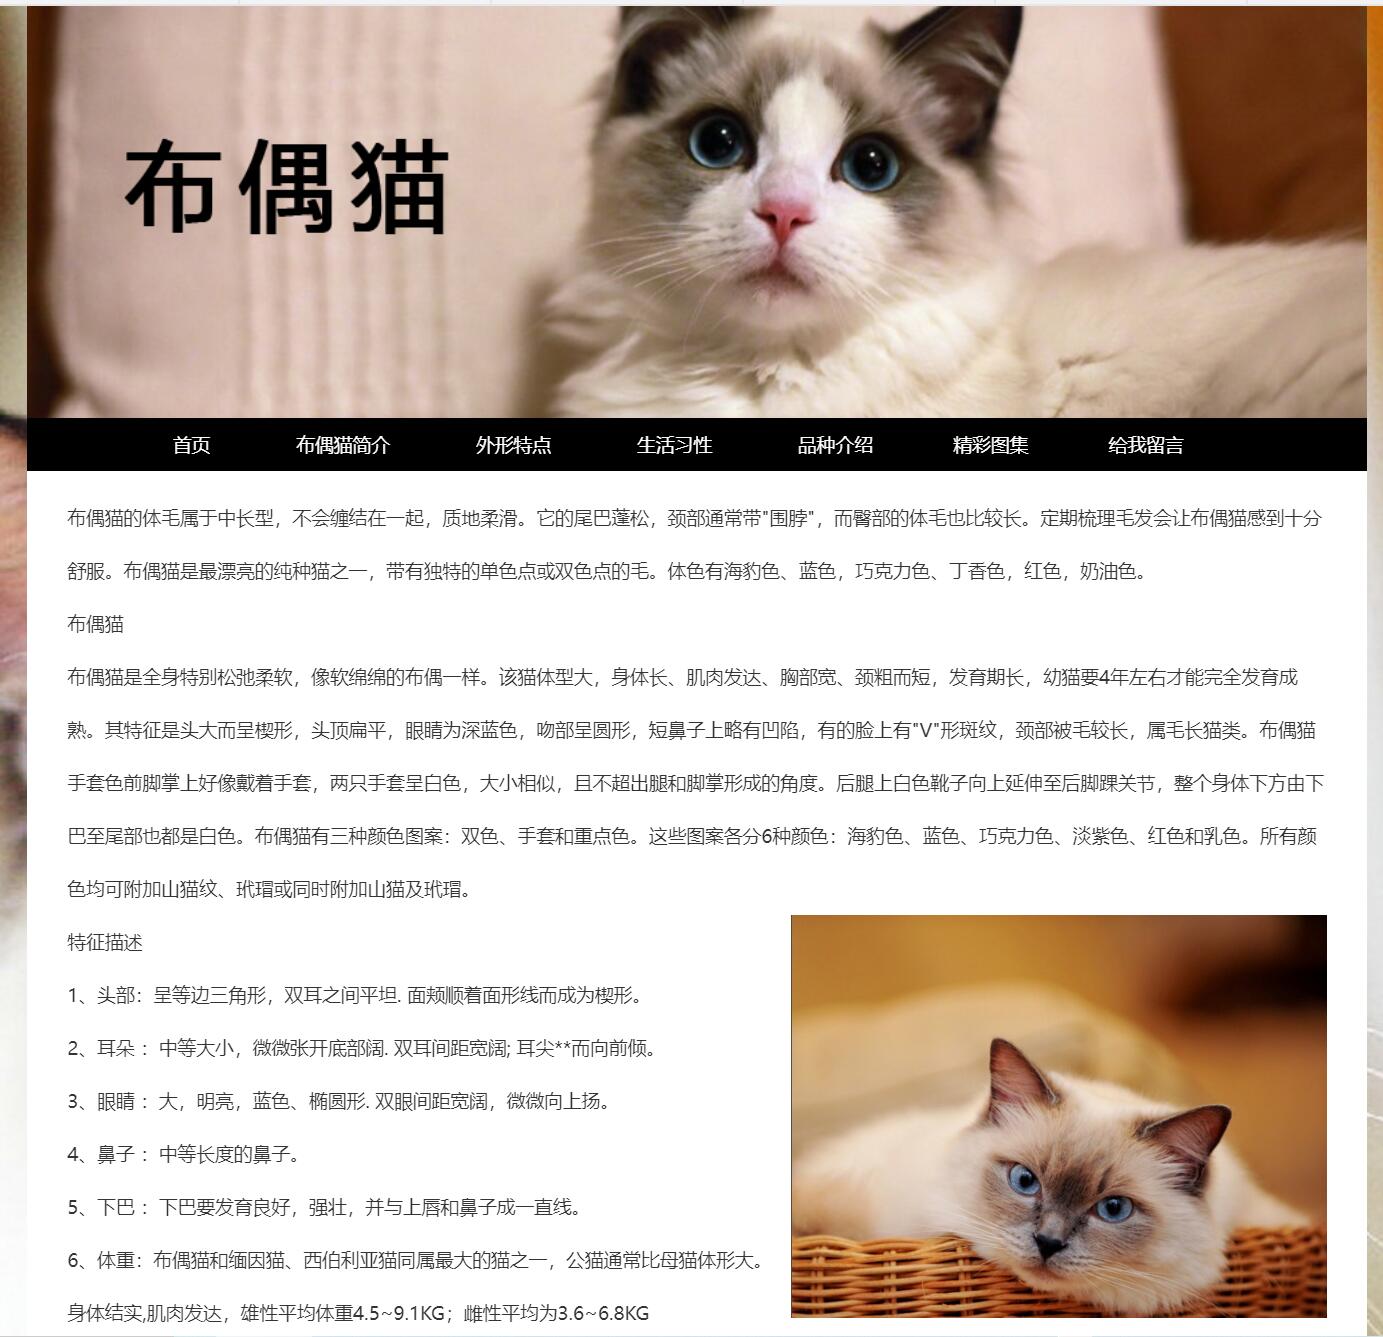 布偶猫
首页 布偶猫简介 外形特点 生活习性 品种介绍 精彩图集 给我留言
布偶猫的体毛属于中长型，不会缠结在一起，质地柔滑。它的尾巴蓬松，颈部通常带"围脖"，而臀部的体毛也比较长。定期梳理毛发会让布偶猫感到十分
舒服。布偶猫是最漂亮的纯种猫之一，带有独特的单色点或双色点的毛。体色有海豹色、蓝色，巧克力色、丁香色，红色，奶油色。
布偶猫
布偶猫是全身特别松弛柔软，像软绵绵的布偶一样。该猫体型大，身体长、肌肉发达、胸部宽、颈粗而短，发育期长，幼猫要4年左右才能完全发育成
熟。其特征是头大而呈楔形，头顶扁平，眼睛为深蓝色，吻部呈圆形，短鼻子上略有凹陷，有的脸上有"V"形斑纹，颈部被毛较长，属毛长猫类。布偶猫
手套色前脚掌上好像戴着手套，两只手套呈白色，大小相似，且不超出腿和脚掌形成的角度。后腿上白色靴子向上延伸至后脚踝关节，整个身体下方由下
巴至尾部也都是白色。布偶猫有三种颜色图案：双色、手套和重点色。这些图案各分6种颜色：海豹色、蓝色、巧克力色、淡紫色、红色和乳色。所有颜
色均可附加山猫纹、玳瑁或同时附加山猫及玳瑁。
特征描述
1、头部：呈等边三角形，双耳之间平坦. 面颊顺着面形线而成为楔形。
2、耳朵 ：中等大小，微微张开底部阔. 双耳间距宽阔; 耳尖**而向前倾。
3、眼睛 ：大，明亮，蓝色、椭圆形. 双眼间距宽阔，微微向上扬。
4、鼻子 ：中等长度的鼻子。
5、下巴 ：下巴要发育良好，强壮，并与上唇和鼻子成一直线。
6、体重：布偶猫和缅因猫、西伯利亚猫同属最大的猫之一，公猫通常比母猫体形大。
身体结实,肌肉发达，雄性平均体重4.5~9.1KG；雌性平均为3.6~6.8KG